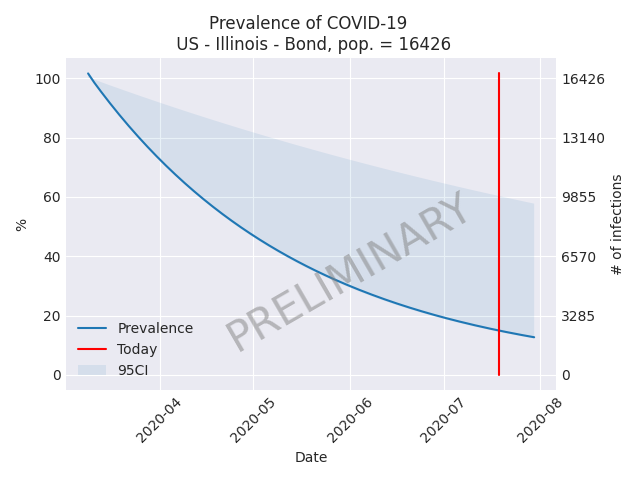 Prevalence of COVID-19
US - Illinois - Bond, pop. = 16426
100
80
60
40
20
0
%
16426
13140
9855
6570
3285
0
# of infections
PRELIMINARY
Prevalence
Today
95CI
2020-04
2020-05
2020-06
2020-07
2020-08
Date